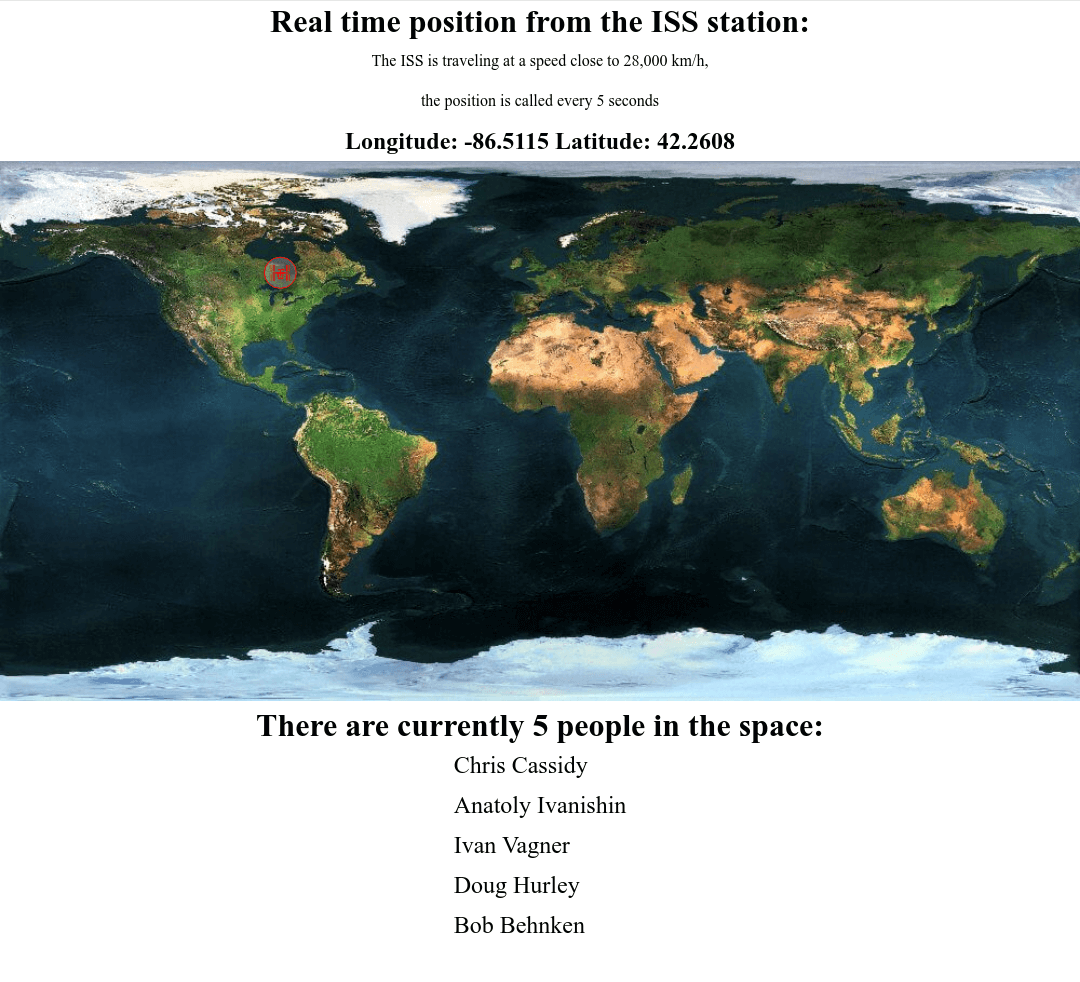 Real time position from the ISS station:
The ISS is traveling at a speed close to 28,000 km/h,
the position is called every 5 seconds
Longitude: -86.5115 Latitude: 42.2608
There are currently 5 people in the space:
Chris Cassidy
Anatoly Ivanishin
Ivan Vagner
Doug Hurley
Bob Behnken